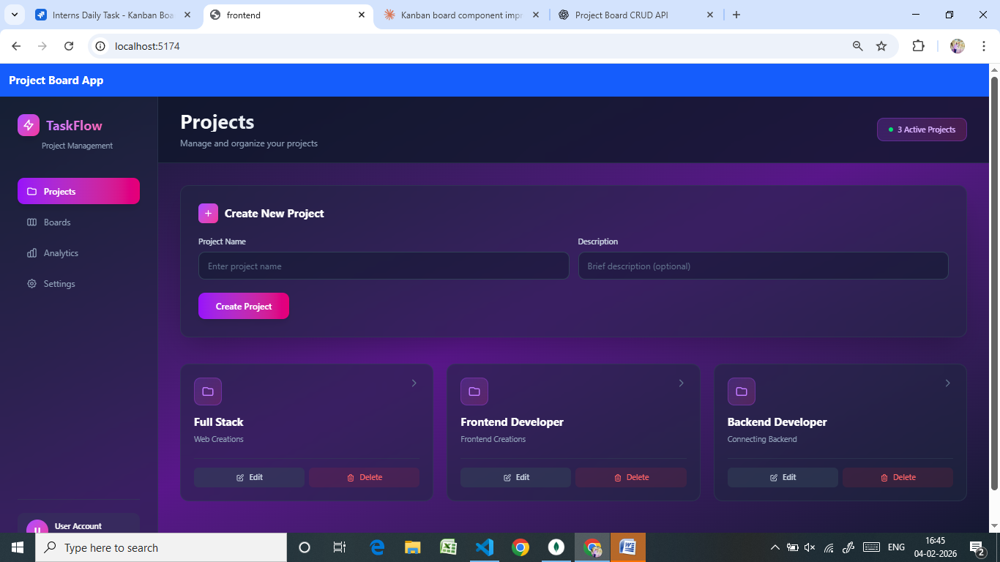 Interns Daily Task - Kanban Boa
frontend
Kanban board component impr
Project Board CRUD API
localhost:5174
Project Board App
TaskFlow
Project Management
Projects
Boards
Analytics
Settings
User Account
Projects
Manage and organize your projects
3 Active Projects
Create New Project
Project Name
Description
Enter project name
Brief description (optional)
Create Project
Full Stack
Web Creations
Edit
Delete
Frontend Developer
Frontend Creations
Edit
Delete
Backend Developer
Connecting Backend
Edit
Delete
Type here to search
ENG
16:45
04-02-2026
2